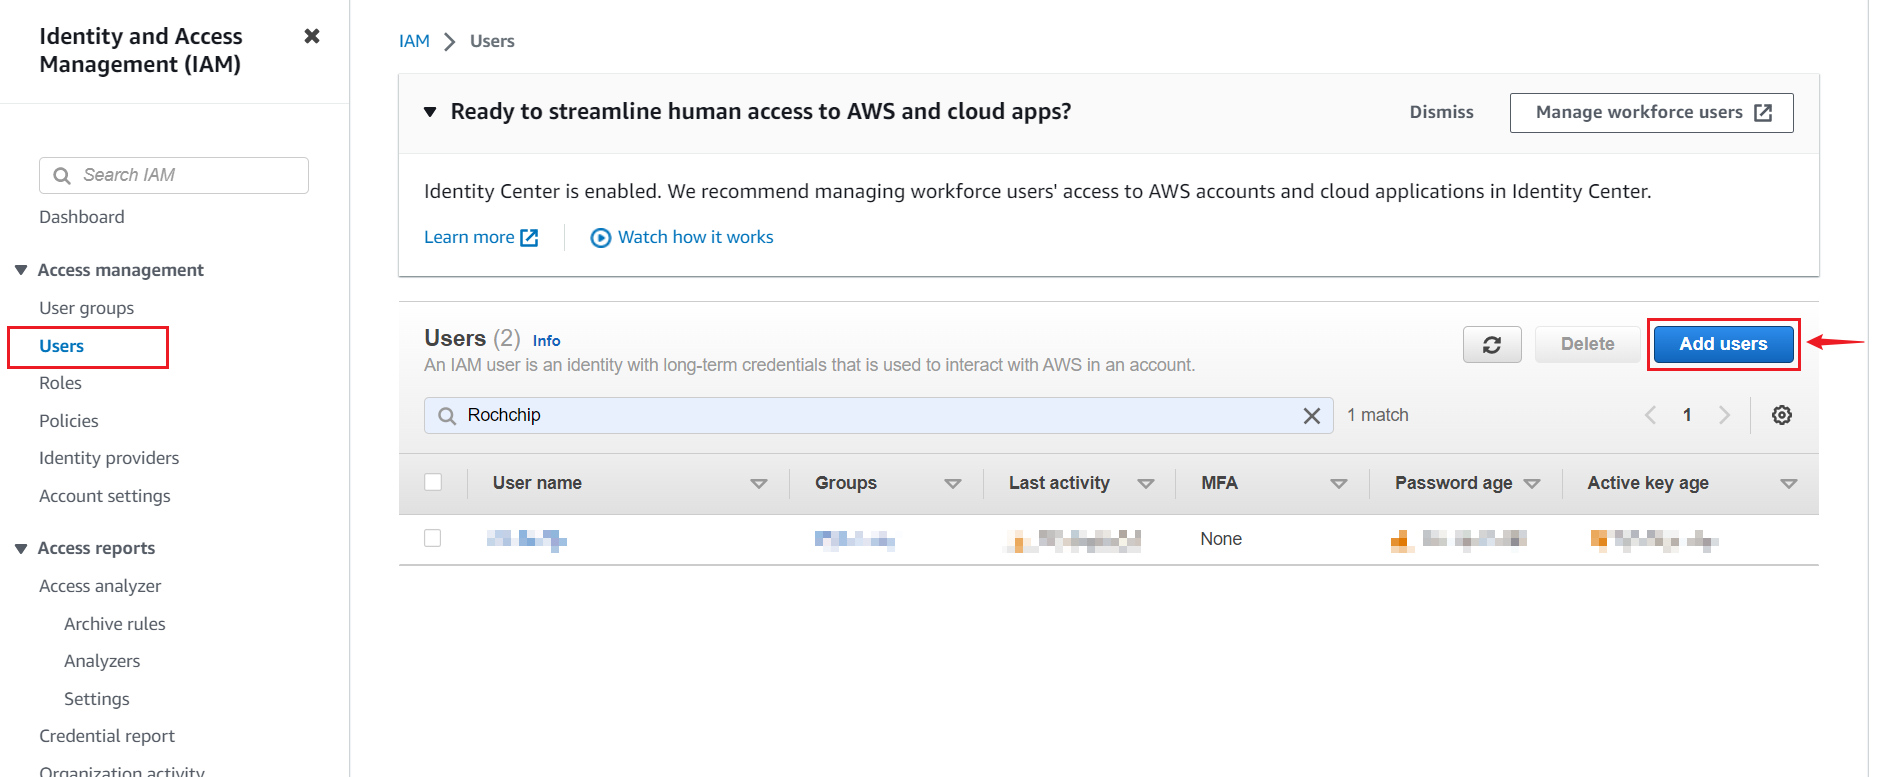 Identity and Access
Management (IAM)
Search IAM
Dashboard
Access management
User groups
Users
Roles
Policies
Identity providers
Account settings
Access reports
Access analyzer
Archive rules
Analyzers
Settings
Credential report
Organization activity
IAM > Users
Ready to streamline human access to AWS and cloud apps?
Dismiss
Manage workforce users
Identity Center is enabled. We recommend managing workforce users' access to AWS accounts and cloud applications in Identity Center.
Learn more
Watch how it works
Users (2) Info
An IAM user is an identity with long-term credentials that is used to interact with AWS in an account.
Delete
Add users
Rochchip
1 match
1
User name Groups Last activity MFA Password age Active key age
None